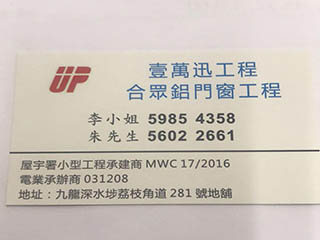 UP
壹萬迅工程
合眾鋁門窗工程
李小姐 5985 4358
朱先生 5602 2661
屋宇署小型工程承建商 MWC 17/2016
電業承辦商 031208
地址：九龍深水埗荔枝角道 281 號地舖